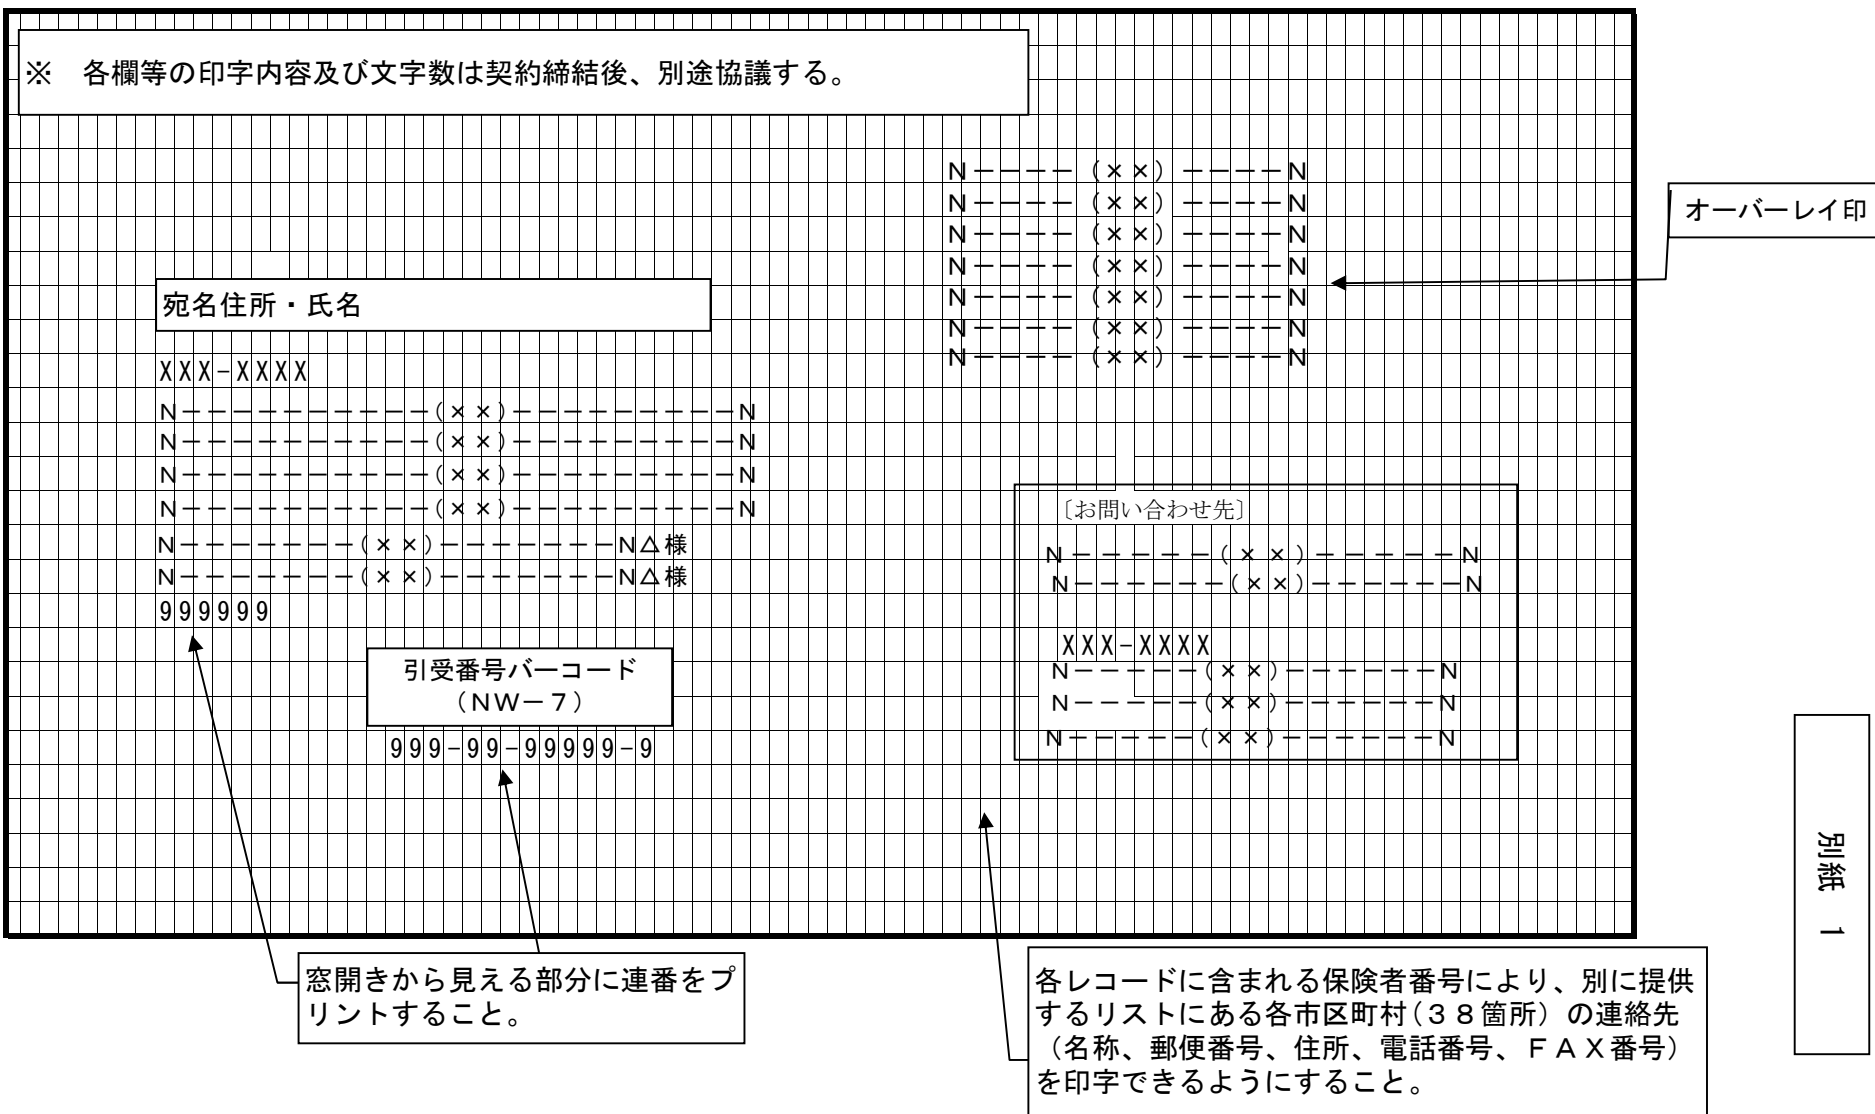 ※　各欄等の印字内容及び文字数は契約締結後、別途協議する。
N－－－－（××）－－－－N
N－－－－（××）－－－－N
N－－－－（××）－－－－N
N－－－－（××）－－－－N
N－－－－（××）－－－－N
N－－－－（××）－－－－N
N－－－－（××）－－－－N
オーバーレイ印
宛名住所・氏名
XXX-XXXX
N－－－－－－－－－－(××)－－－－－－－－－N
N－－－－－－－－－－(××)－－－－－－－－－N
N－－－－－－－－－－(××)－－－－－－－－－N
N－－－－－－－－－－(××)－－－－－－－－－N
N－－－－－－－(××)－－－－－－－N△様
N－－－－－－－(××)－－－－－－－N△様
999999
引受番号バーコード
（NW－７）
999-99-99999-9
〔お問い合わせ先〕
N－－－－－－(××)－－－－－－N
N－－－－－－(××)－－－－－－N
XXX-XXXX
N－－－－－(××)－－－－－－N
N－－－－－(××)－－－－－－N
N－－－－－(××)－－－－－－N
別紙　1
窓開きから見える部分に連番をプ
リントすること。
各レコードに含まれる保険者番号により、別に提供
するリストにある各市区町村（３８箇所）の連絡先
（名称、郵便番号、住所、電話番号、ＦＡＸ番号）
を印字できるようにすること。